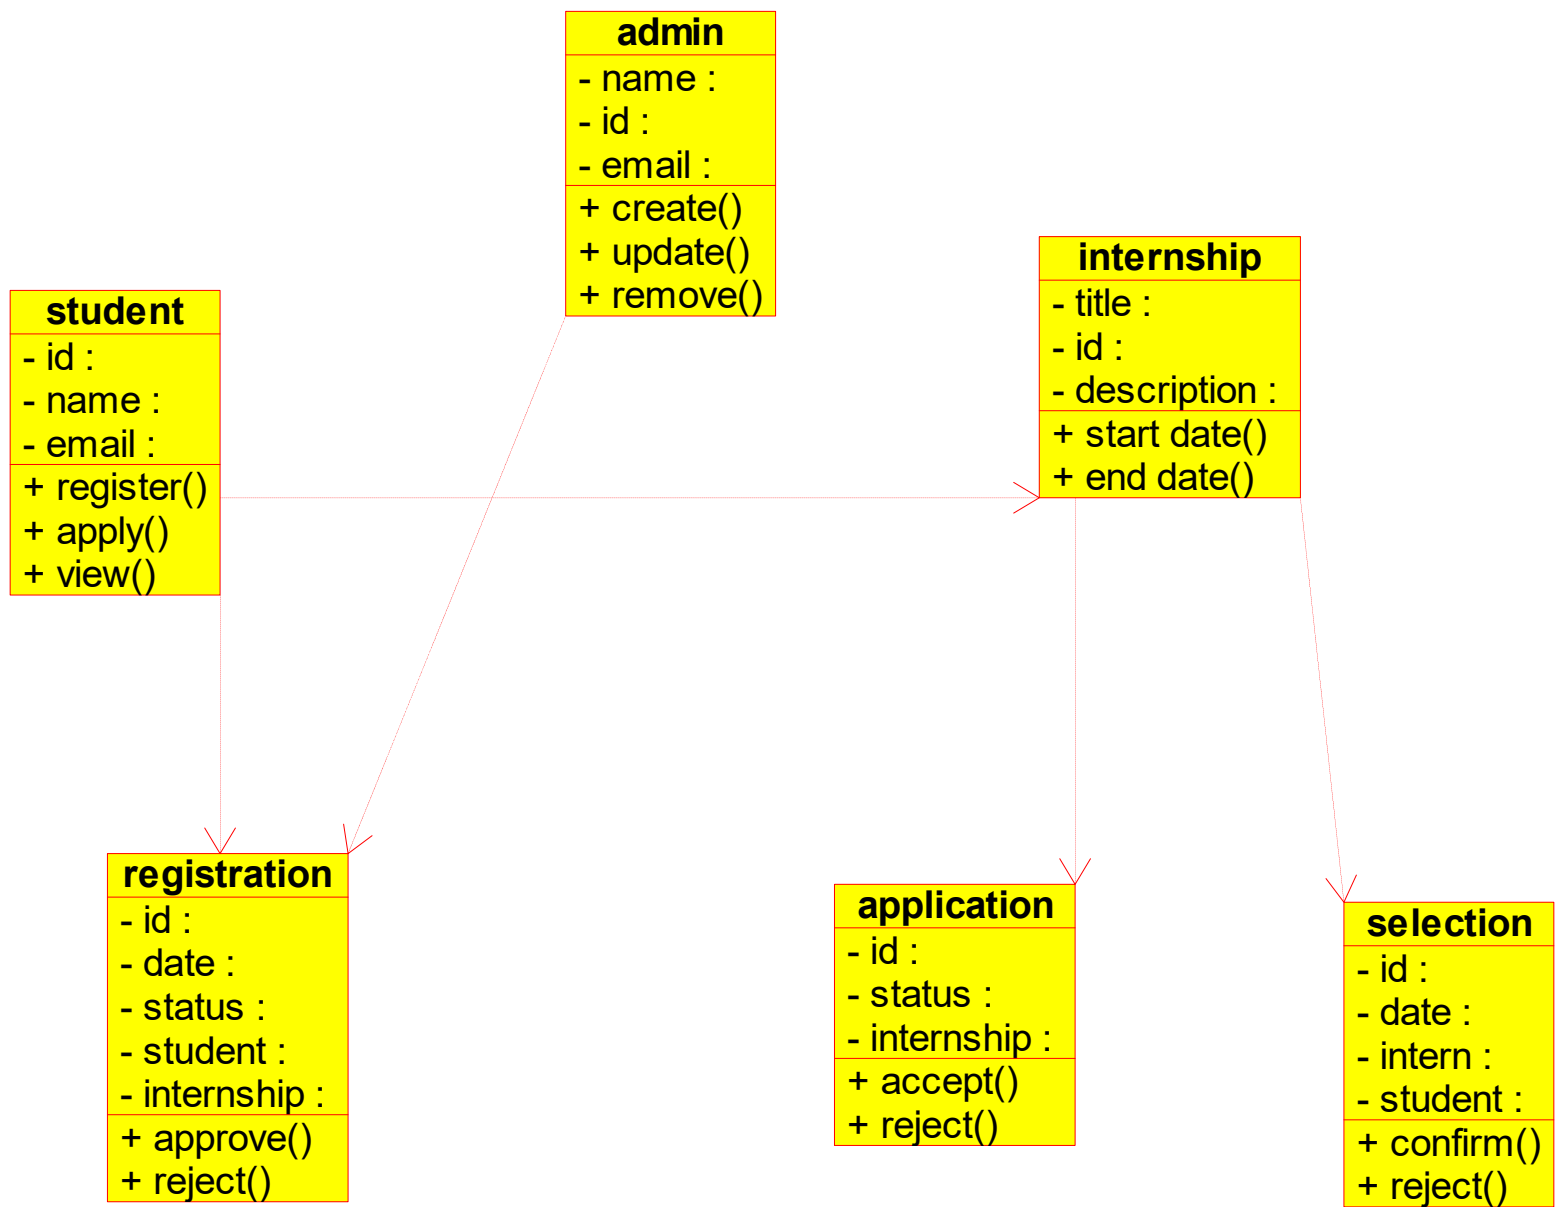 admin
- name :
- id :
- email :
+ create()
+ update()
+ remove()
student
- id :
- name :
- email :
+ register()
+ apply()
+ view()
internship
- title :
- id :
- description :
+ start date()
+ end date()
registration
- id :
- date :
- status :
- student :
- internship :
+ approve()
+ reject()
application
- id :
- status :
- internship :
+ accept()
+ reject()
selection
- id :
- date :
- intern :
- student :
+ confirm()
+ reject()